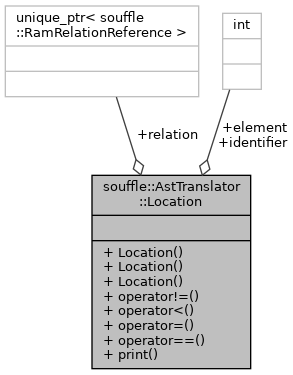 unique_ptr< souffle
::RamRelationReference >
int
+relation
+element
+identifier
souffle::AstTranslator
::Location
+ Location()
+ Location()
+ Location()
+ operator!=()
+ operator<()
+ operator=()
+ operator==()
+ print()